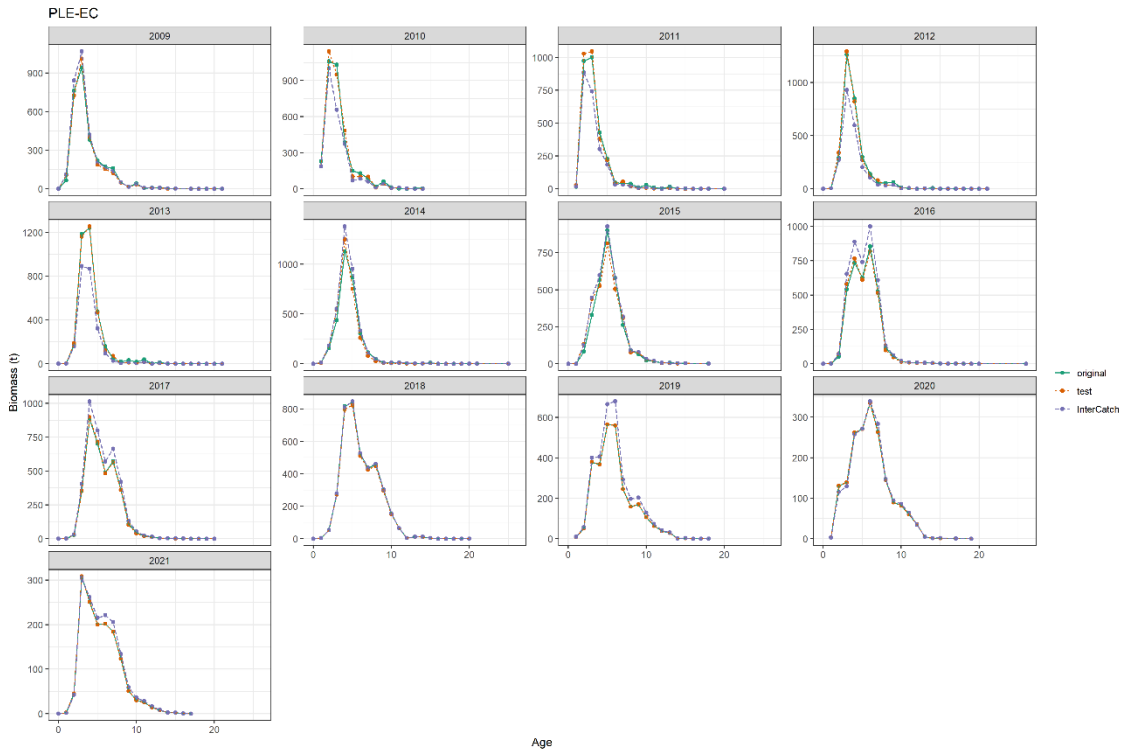 PLE-EC
2009 2010 2011 2012
900 600 300 0
900 600 300 0
1000 750 500 250 0
1000 500 0
2013 2014 2015 2016
1200 800 400 0
1000 500 0
750 500 250 0
1000 750 500 250 0
2017 2018 2019 2020
1000 750 500 250 0
800 600 400 200 0
600 400 200 0
300 200 100 0
0 10 20
0 10 20
0 10 20
2021
300 200 100 0
0 10 20
Biomass (t)
Age
original
test
InterCatch